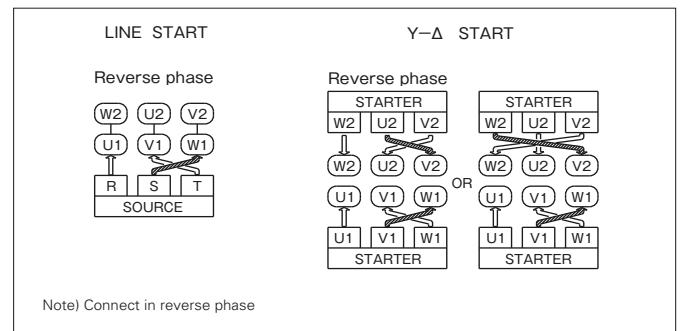 LINE START
Y−Δ START
Reverse phase
W2 U2 V2
U1 V1 W1
R S T
SOURCE
Reverse phase
STARTER
W2 U2 V2
W2 U2 V2
U1 V1 W1
U1 V1 W1
STARTER
OR
STARTER
W2 U2 V2
W2 U2 V2
U1 V1 W1
U1 V1 W1
STARTER
Note) Connect in reverse phase